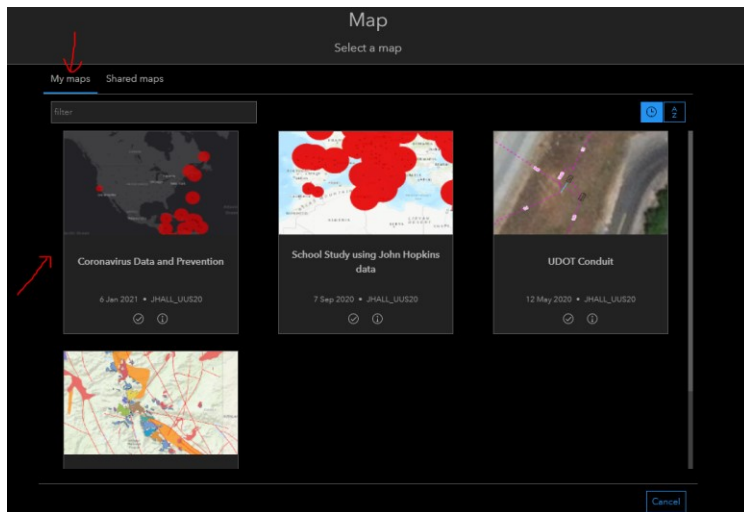 Map
Select a map
My maps Shared maps
filter
Coronavirus Data and Prevention
6 Jan 2021 • JHALL_UUS20
School Study using John Hopkins
data
7 Sep 2020 • JHALL_UUS20
UDOT Conduit
12 May 2020 • JHALL_UUS20
Cancel